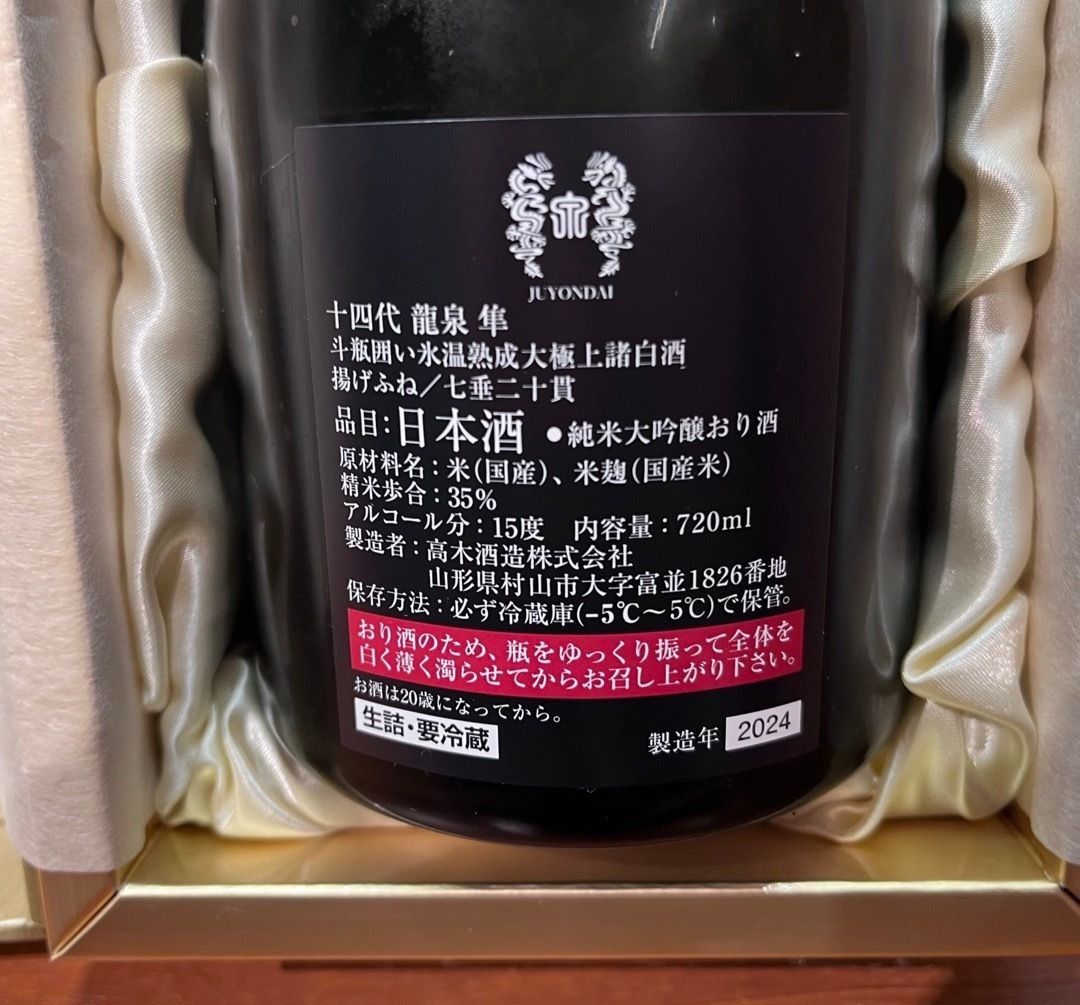 JUYONDAI
十四代 龍泉 隼
斗瓶囲い氷温熟成大極上諸白酒
揚げふね/七垂二十貫
品目:日本酒 ●純米大吟醸おり酒
原材料名:米(国産)、米麹(国産米)
精米歩合:35%
アルコール分:15度 内容量:720ml
製造者:高木酒造株式会社
山形県村山市大字富並1826番地
保存方法:必ず冷蔵庫(-5℃〜5℃)で保管。
おり酒のため、瓶をゆっくり振って全体を
白く薄く濁らせてからお召し上がり下さい。
お酒は20歳になってから。
生詰・要冷蔵
製造年 2024